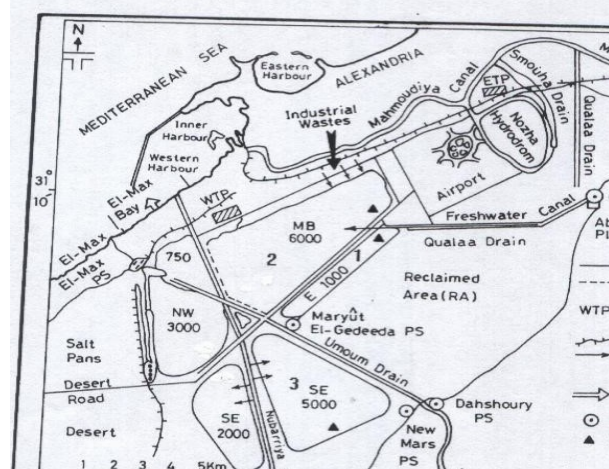 N
MEDITERRANEAN SEA
Eastern
Harbour
ALEXANDRIA
Inner
Harbour
Western
Harbour
Industrial
Wastes
Mahmoudiya Canal
ETP
Smouha Drain
Nozha
Hydrodrom
Qualaa Drain
31°
10'
El-Max
Bay
WTP
Airport
Freshwater Canal
Qualaa Drain
El-Max
El-Max
PS
750
MB
6000
2
1
E 1000
Reclaimed
Area(RA)
WTP
NW
3000
Maryût
El-Gedeeda PS
Salt
Pans
Umoum Drain
Desert
Road
3
SE
5000
SE
2000
Desert
Nubarriya
Dahshoury
PS
New
Mars
PS
1 2 3 4 5Km